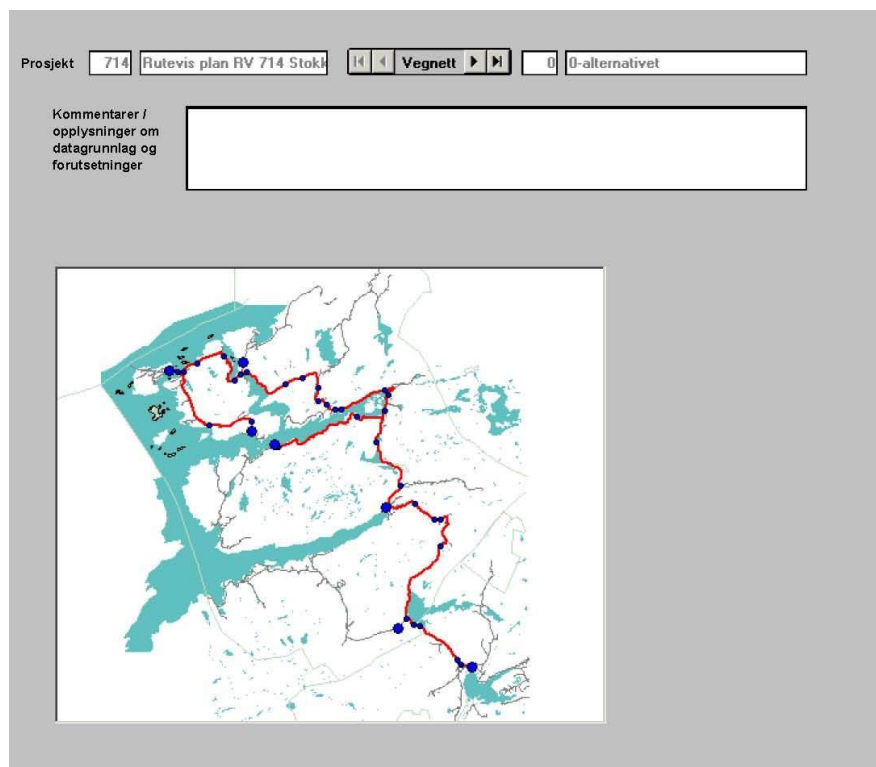 Prosjekt 714 Rutevis plan RV 714 Stokk Vegnett 0 0-alternativet
Kommentarer /
opplysninger om
datagrunnlag og
forutsetninger